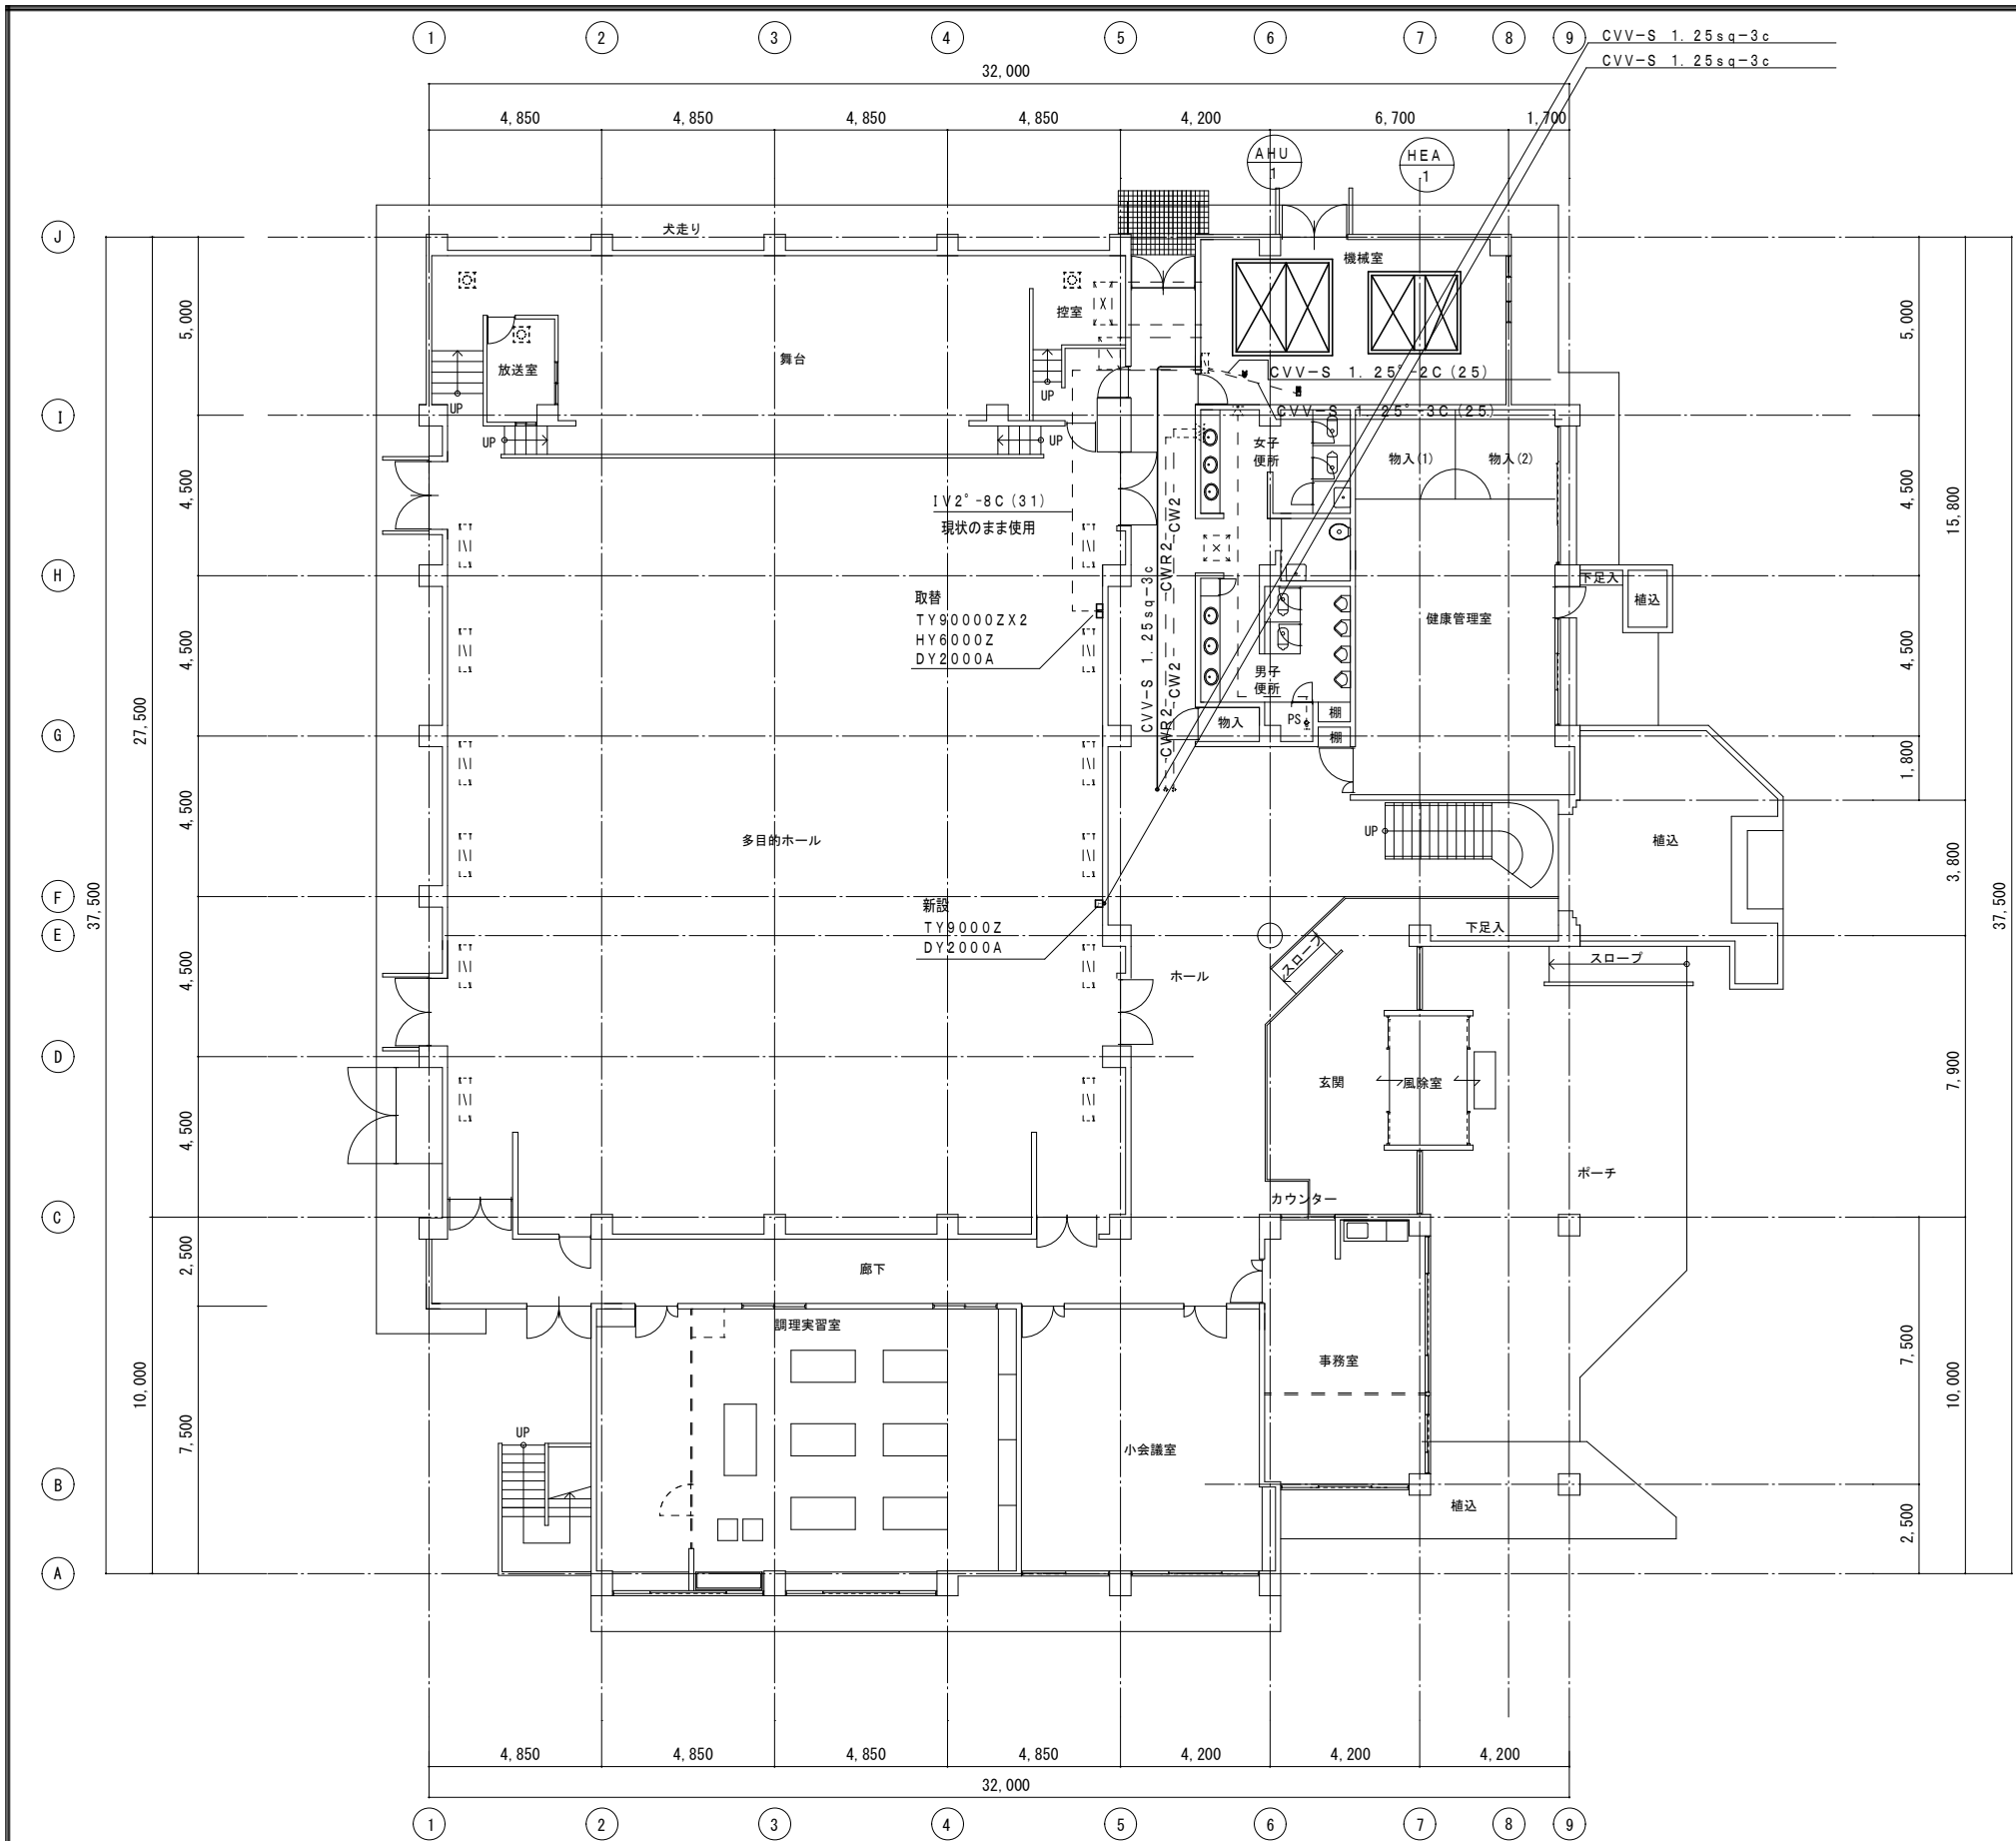 1 2 3 4 5 6 7 8 9
CVV-S 1.25sq-3c
CVV-S 1.25sq-3c
32,000
4,850 4,850 4,850 4,850 4,200 6,700 1,700
AHU
1
HEA
1
J
犬走り
機械室
控室
5,000
5,000
舞台
放送室
UP
UP
CVV-S 1.25°-2C(25)
I
CVV-S 1.25°-3C(25)
UP
UP
女子
便所
物入(1)
物入(2)
4,500
4,500
15,800
IV2°-8C(31)
現状のまま使用
CW2
CWR2
H
下足入
植込
取替
TY90000ZX2
HY6000Z
DY2000A
CVV-S 1.25sq-3c
健康管理室
4,500
4,500
男子
便所
CW2
CWR2
物入
PS
棚
棚
27,500
G
1,800
4,500
多目的ホール
UP
植込
3,800
F
37,500
37,500
新設
TY9000Z
DY2000A
E
下足入
スロープ
スロープ
ホール
4,500
D
玄関
風除室
7,900
4,500
ポーチ
カウンター
C
2,500
廊下
調理実習室
事務室
7,500
10,000
10,000
7,500
UP
小会議室
B
植込
2,500
A
4,850 4,850 4,850 4,850 4,200 4,200 4,200
32,000
1 2 3 4 5 6 7 8 9